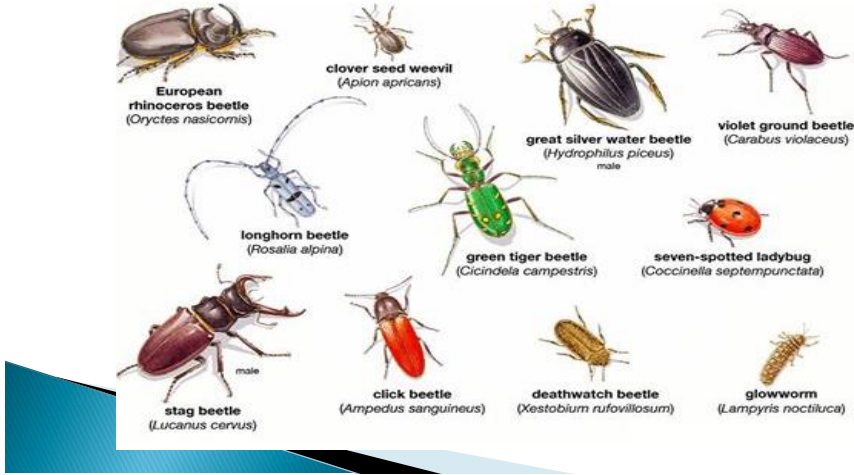 European
rhinoceros beetle
(Oryctes nasicornis)
clover seed weevil
(Apion apricans)
great silver water beetle
(Hydrophilus piceus)
male
violet ground beetle
(Carabus violaceus)
longhorn beetle
(Rosalia alpina)
green tiger beetle
(Cicindela campestris)
seven-spotted ladybug
(Coccinella septempunctata)
male
stag beetle
(Lucanus cervus)
click beetle
(Ampedus sanguineus)
deathwatch beetle
(Xestobium rufovillosum)
glowworm
(Lampyris noctiluca)